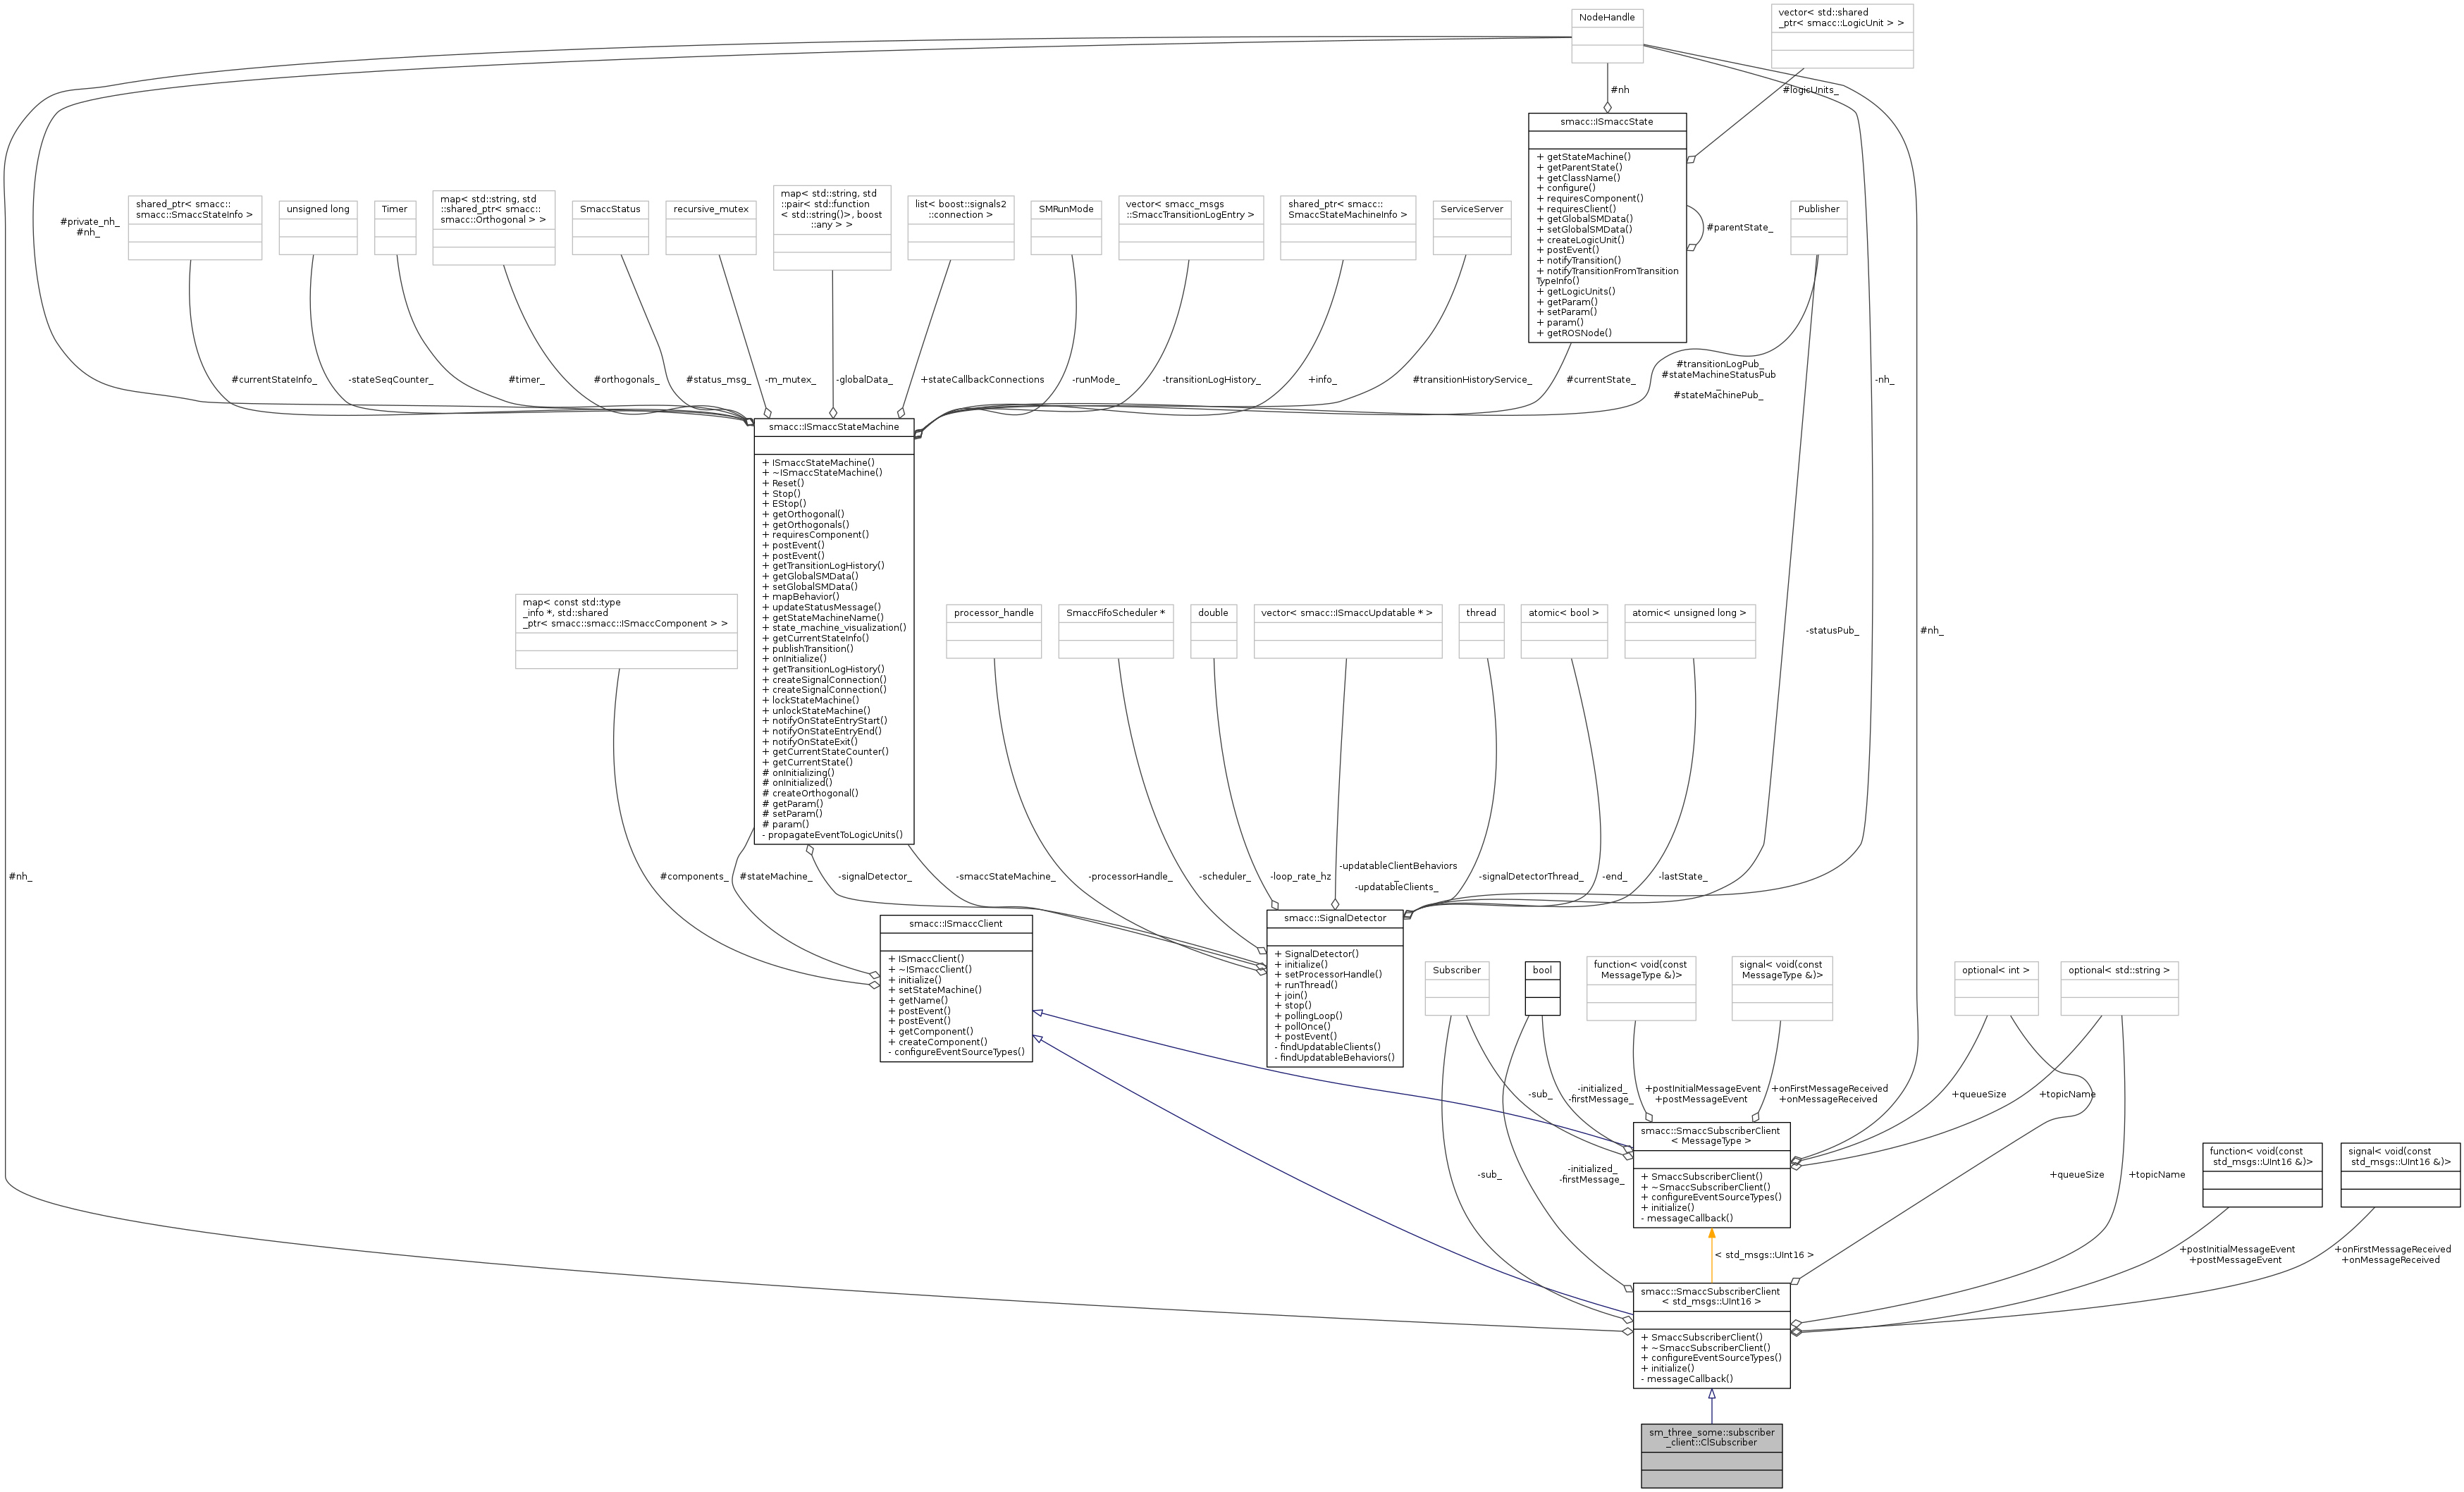 NodeHandle
vector< std::shared
_ptr< smacc::LogicUnit > >
#nh
#logicUnits_
smacc::ISmaccState
+ getStateMachine()
+ getParentState()
+ getClassName()
+ configure()
+ requiresComponent()
+ requiresClient()
+ getGlobalSMData()
+ setGlobalSMData()
+ createLogicUnit()
+ postEvent()
+ notifyTransition()
+ notifyTransitionFromTransition
TypeInfo()
+ getLogicUnits()
+ getParam()
+ setParam()
+ param()
+ getROSNode()
#parentState_
#private_nh_
#nh_
shared_ptr< smacc::
smacc::SmaccStateInfo >
unsigned long
Timer
map< std::string, std
::shared_ptr< smacc::
smacc::Orthogonal > >
SmaccStatus
recursive_mutex
map< std::string, std
::pair< std::function
< std::string()>, boost
::any > >
list< boost::signals2
::connection >
SMRunMode
vector< smacc_msgs
::SmaccTransitionLogEntry >
shared_ptr< smacc::
SmaccStateMachineInfo >
ServiceServer
Publisher
#currentStateInfo_
-stateSeqCounter_
#timer_
#orthogonals_
#status_msg_
-m_mutex_
-globalData_
+stateCallbackConnections
-runMode_
-transitionLogHistory_
+info_
#transitionHistoryService_
#currentState_
#transitionLogPub_
#stateMachineStatusPub
_
#stateMachinePub_
-nh_
smacc::ISmaccStateMachine
+ ISmaccStateMachine()
+ ~ISmaccStateMachine()
+ Reset()
+ Stop()
+ EStop()
+ getOrthogonal()
+ getOrthogonals()
+ requiresComponent()
+ postEvent()
+ postEvent()
+ getTransitionLogHistory()
+ getGlobalSMData()
+ setGlobalSMData()
+ mapBehavior()
+ updateStatusMessage()
+ getStateMachineName()
+ state_machine_visualization()
+ getCurrentStateInfo()
+ publishTransition()
+ onInitialize()
+ getTransitionLogHistory()
+ createSignalConnection()
+ createSignalConnection()
+ lockStateMachine()
+ unlockStateMachine()
+ notifyOnStateEntryStart()
+ notifyOnStateEntryEnd()
+ notifyOnStateExit()
+ getCurrentStateCounter()
+ getCurrentState()
# onInitializing()
# onInitialized()
# createOrthogonal()
# getParam()
# setParam()
# param()
- propagateEventToLogicUnits()
map< const std::type
_info *, std::shared
_ptr< smacc::smacc::ISmaccComponent > >
processor_handle
SmaccFifoScheduler *
double
vector< smacc::ISmaccUpdatable * >
thread
atomic< bool >
atomic< unsigned long >
-statusPub_
#nh_
#nh_
#components_
#stateMachine_
-signalDetector_
-smaccStateMachine_
-processorHandle_
-scheduler_
-loop_rate_hz
-updatableClientBehaviors
_
-updatableClients_
-signalDetectorThread_
-end_
-lastState_
smacc::ISmaccClient
+ ISmaccClient()
+ ~ISmaccClient()
+ initialize()
+ setStateMachine()
+ getName()
+ postEvent()
+ postEvent()
+ getComponent()
+ createComponent()
- configureEventSourceTypes()
smacc::SignalDetector
+ SignalDetector()
+ initialize()
+ setProcessorHandle()
+ runThread()
+ join()
+ stop()
+ pollingLoop()
+ pollOnce()
+ postEvent()
- findUpdatableClients()
- findUpdatableBehaviors()
Subscriber
bool
function< void(const
MessageType &)>
signal< void(const
MessageType &)>
optional< int >
optional< std::string >
-sub_
-initialized_
-firstMessage_
+postInitialMessageEvent
+postMessageEvent
+onFirstMessageReceived
+onMessageReceived
+queueSize
+topicName
smacc::SmaccSubscriberClient
< MessageType >
+ SmaccSubscriberClient()
+ ~SmaccSubscriberClient()
+ configureEventSourceTypes()
+ initialize()
- messageCallback()
function< void(const
std_msgs::UInt16 &)>
signal< void(const
std_msgs::UInt16 &)>
-sub_
-initialized_
-firstMessage_
+queueSize
+topicName
< std_msgs::UInt16 >
+postInitialMessageEvent
+postMessageEvent
+onFirstMessageReceived
+onMessageReceived
smacc::SmaccSubscriberClient
< std_msgs::UInt16 >
+ SmaccSubscriberClient()
+ ~SmaccSubscriberClient()
+ configureEventSourceTypes()
+ initialize()
- messageCallback()
sm_three_some::subscriber
_client::ClSubscriber